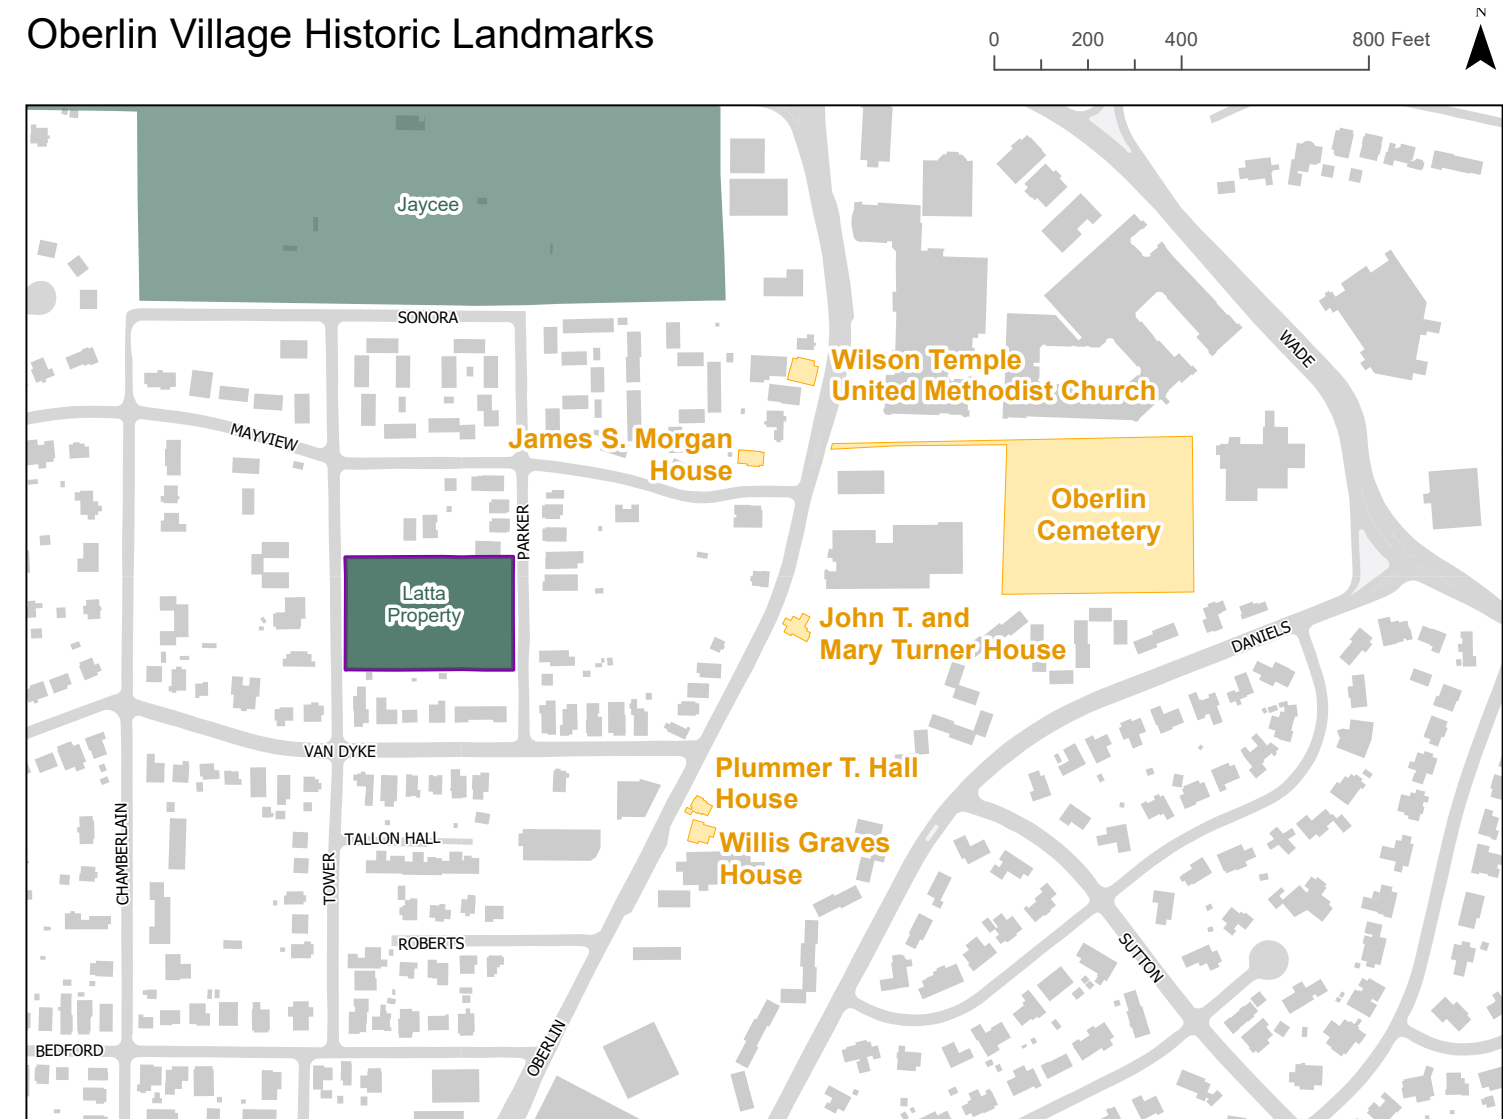 Oberlin Village Historic Landmarks
0 200 400 800 Feet
N
Jaycee
SONORA
WADE
Wilson Temple
United Methodist Church
MAYVIEW
James S. Morgan
House
Oberlin
Cemetery
PARKER
Latta
Property
John T. and
Mary Turner House
DANIELS
VAN DYKE
Plummer T. Hall
House
CHAMBERLAIN
TALLON HALL
TOWER
Willis Graves
House
ROBERTS
SUTTON
OBERLIN
BEDFORD